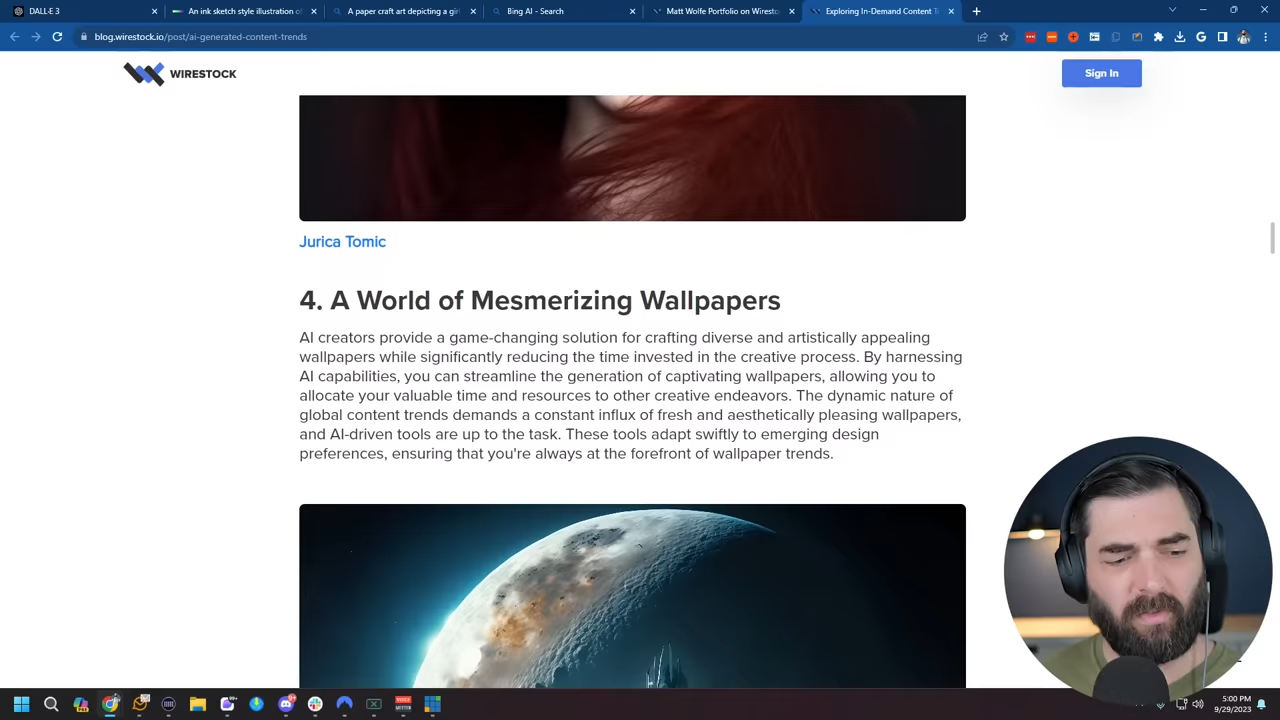 DALL·E 3
An ink sketch style illustration of
A paper craft art depicting a girl
Bing AI - Search
Matt Wolfe Portfolio on Wiresto
Exploring In-Demand Content T
blog.wirestock.io/post/ai-generated-content-trends
WIRESTOCK
Sign In
Jurica Tomic
4. A World of Mesmerizing Wallpapers
AI creators provide a game-changing solution for crafting diverse and artistically appealing
wallpapers while significantly reducing the time invested in the creative process. By harnessing
AI capabilities, you can streamline the generation of captivating wallpapers, allowing you to
allocate your valuable time and resources to other creative endeavors. The dynamic nature of
global content trends demands a constant influx of fresh and aesthetically pleasing wallpapers,
and AI-driven tools are up to the task. These tools adapt swiftly to emerging design
preferences, ensuring that you're always at the forefront of wallpaper trends.
5:00 PM
9/29/2023